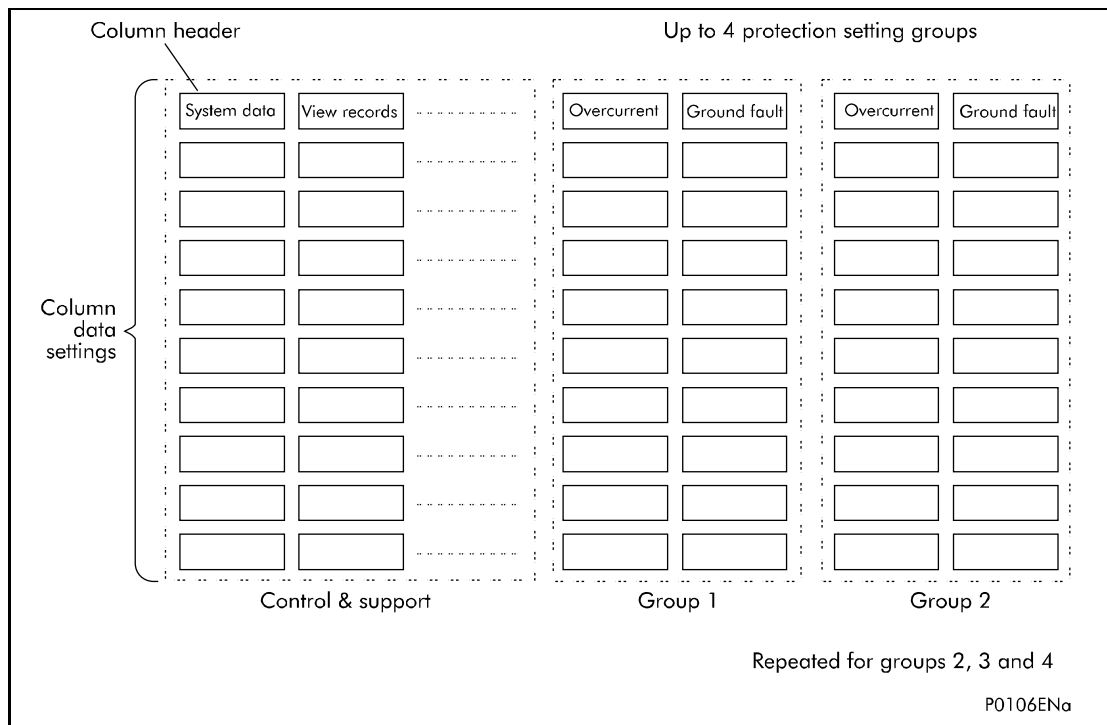 Column header
Up to 4 protection setting groups
System data
View records
Overcurrent
Ground fault
Overcurrent
Ground fault
Column
data
settings
Control & support
Group 1
Group 2
Repeated for groups 2, 3 and 4
P0106ENa